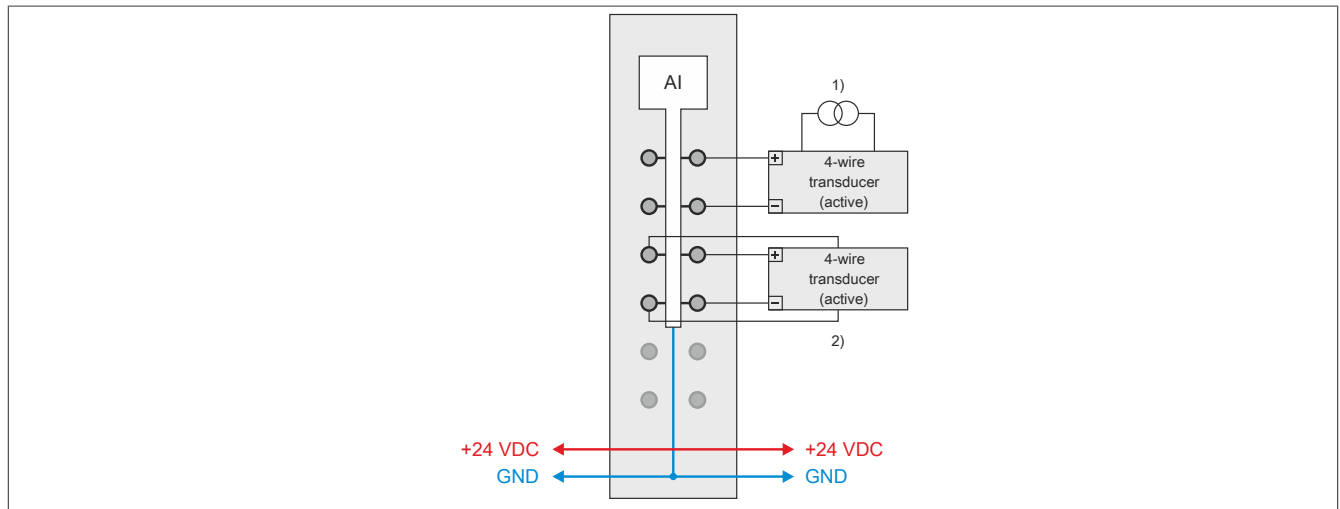 AI
1)
+
4-wire
transducer
(active)
−
+
4-wire
transducer
(active)
−
2)
+24 VDC
+24 VDC
GND
GND